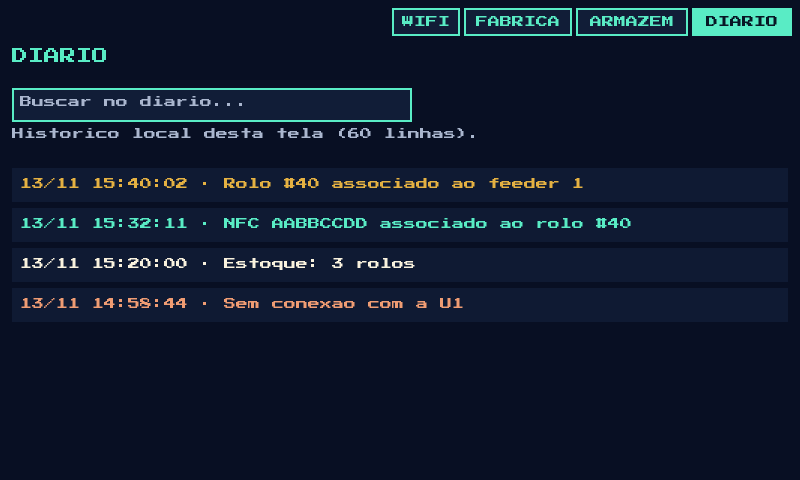 WIFI FABRICA ARMAZEM DIARIO
DIARIO
Buscar no diario...
Historico local desta tela (60 linhas).
13/11 15:40:02 · Rolo #40 associado ao feeder 1
13/11 15:32:11 · NFC AABBCCDD associado ao rolo #40
13/11 15:20:00 · Estoque: 3 rolos
13/11 14:58:44 · Sem conexao com a U1